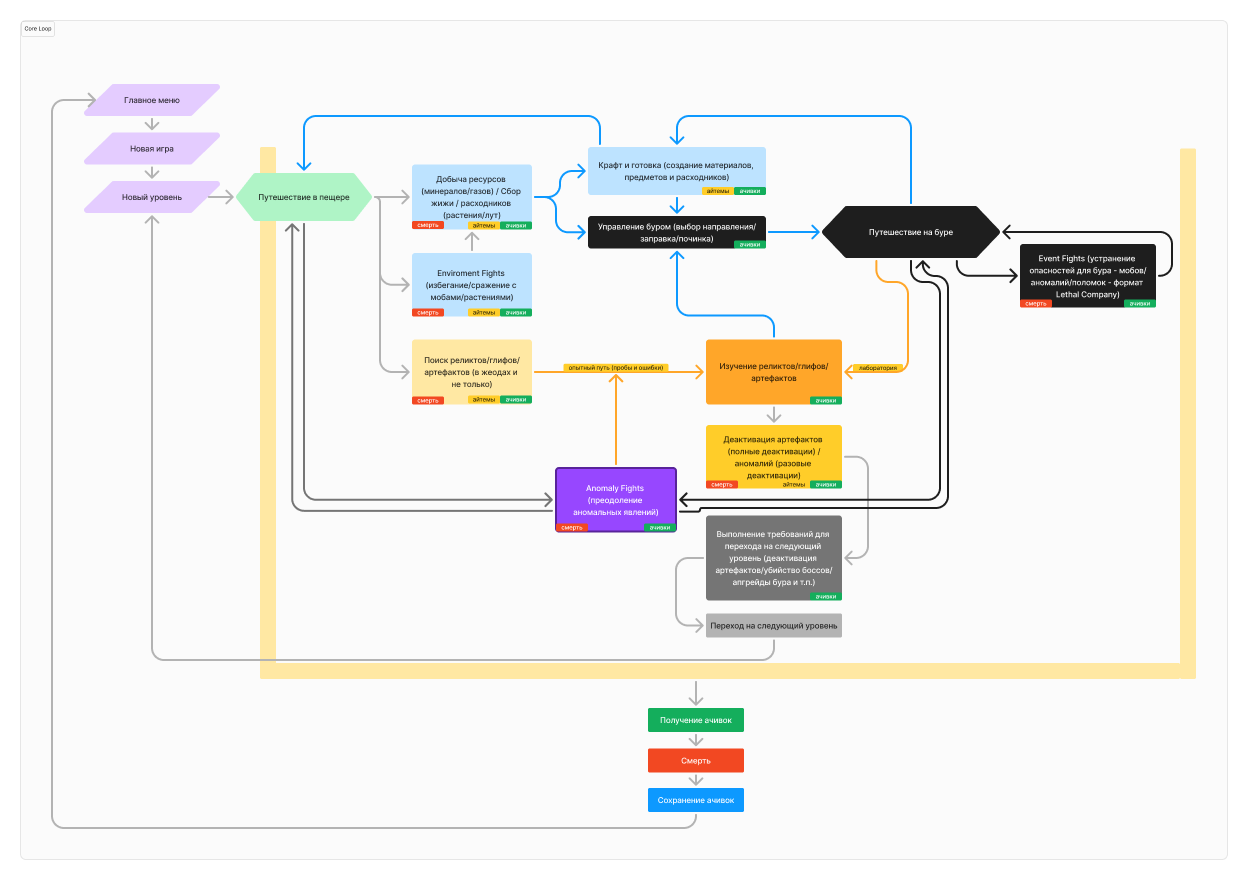 Core Loop
Главное меню
Новая игра
Новый уровень
Путешествие в пещере
Добыча ресурсов
(минералов/газов) / Сбор
жижи / расходников
(растения/лут)
смерть
айтемы
ачивки
Enviroment Fights
(избегание/сражение с
мобами/растениями)
смерть
айтемы
ачивки
Поиск реликтов/глифов/
артефактов (в жеодах и
не только)
смерть
айтемы
ачивки
Крафт и готовка (создание материалов,
предметов и расходников)
айтемы
ачивки
Управление буром (выбор направления/
заправка/починка)
ачивки
Путешествие на буре
Event Fights (устранение
опасностей для бура - мобов/
аномалий/поломок - формат
Lethal Company)
смерть
ачивки
опытный путь (пробы и ошибки)
Изучение реликтов/глифов/
артефактов
ачивки
лаборатория
Деактивация артефактов
(полные деактивации) /
аномалий (разовые
деактивации)
смерть
айтемы
ачивки
Anomaly Fights
(преодоление
аномальных явлений)
смерть
ачивки
Выполнение требований для
перехода на следующий
уровень (деактивация
артефактов/убийство боссов/
апгрейды бура и т.п.)
ачивки
Переход на следующий уровень
Получение ачивок
Смерть
Сохранение ачивок